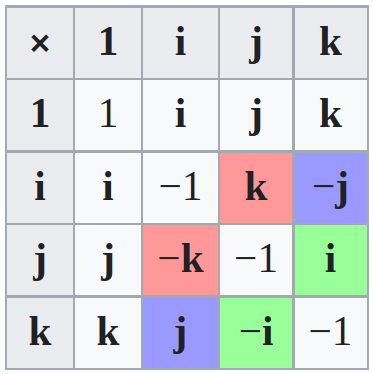 × 1 i j k
1 1 i j k
i i −1 k −j
j j −k −1 i
k k j −i −1